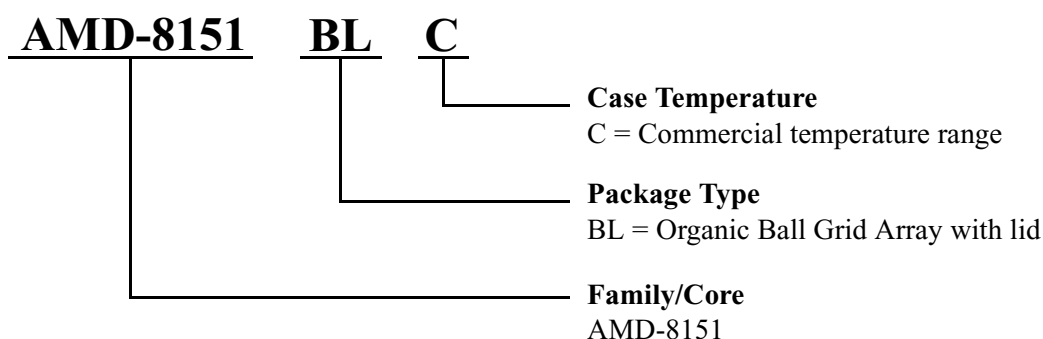 AMD-8151 BL C
Case Temperature
C = Commercial temperature range
Package Type
BL = Organic Ball Grid Array with lid
Family/Core
AMD-8151